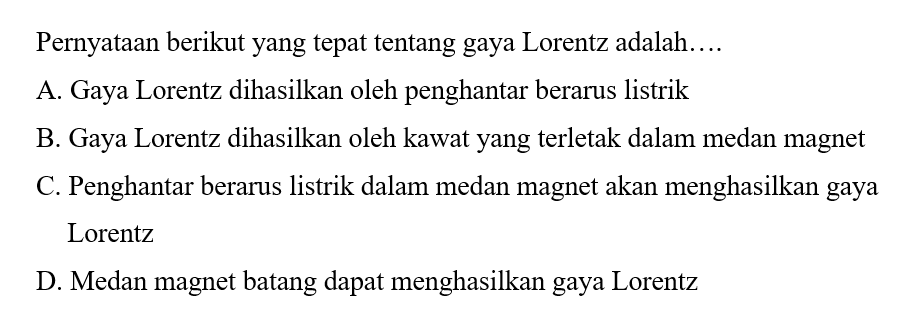 Pernyataan berikut yang tepat tentang gaya Lorentz adalah….
A. Gaya Lorentz dihasilkan oleh penghantar berarus listrik
B. Gaya Lorentz dihasilkan oleh kawat yang terletak dalam medan magnet
C. Penghantar berarus listrik dalam medan magnet akan menghasilkan gaya
Lorentz
D. Medan magnet batang dapat menghasilkan gaya Lorentz